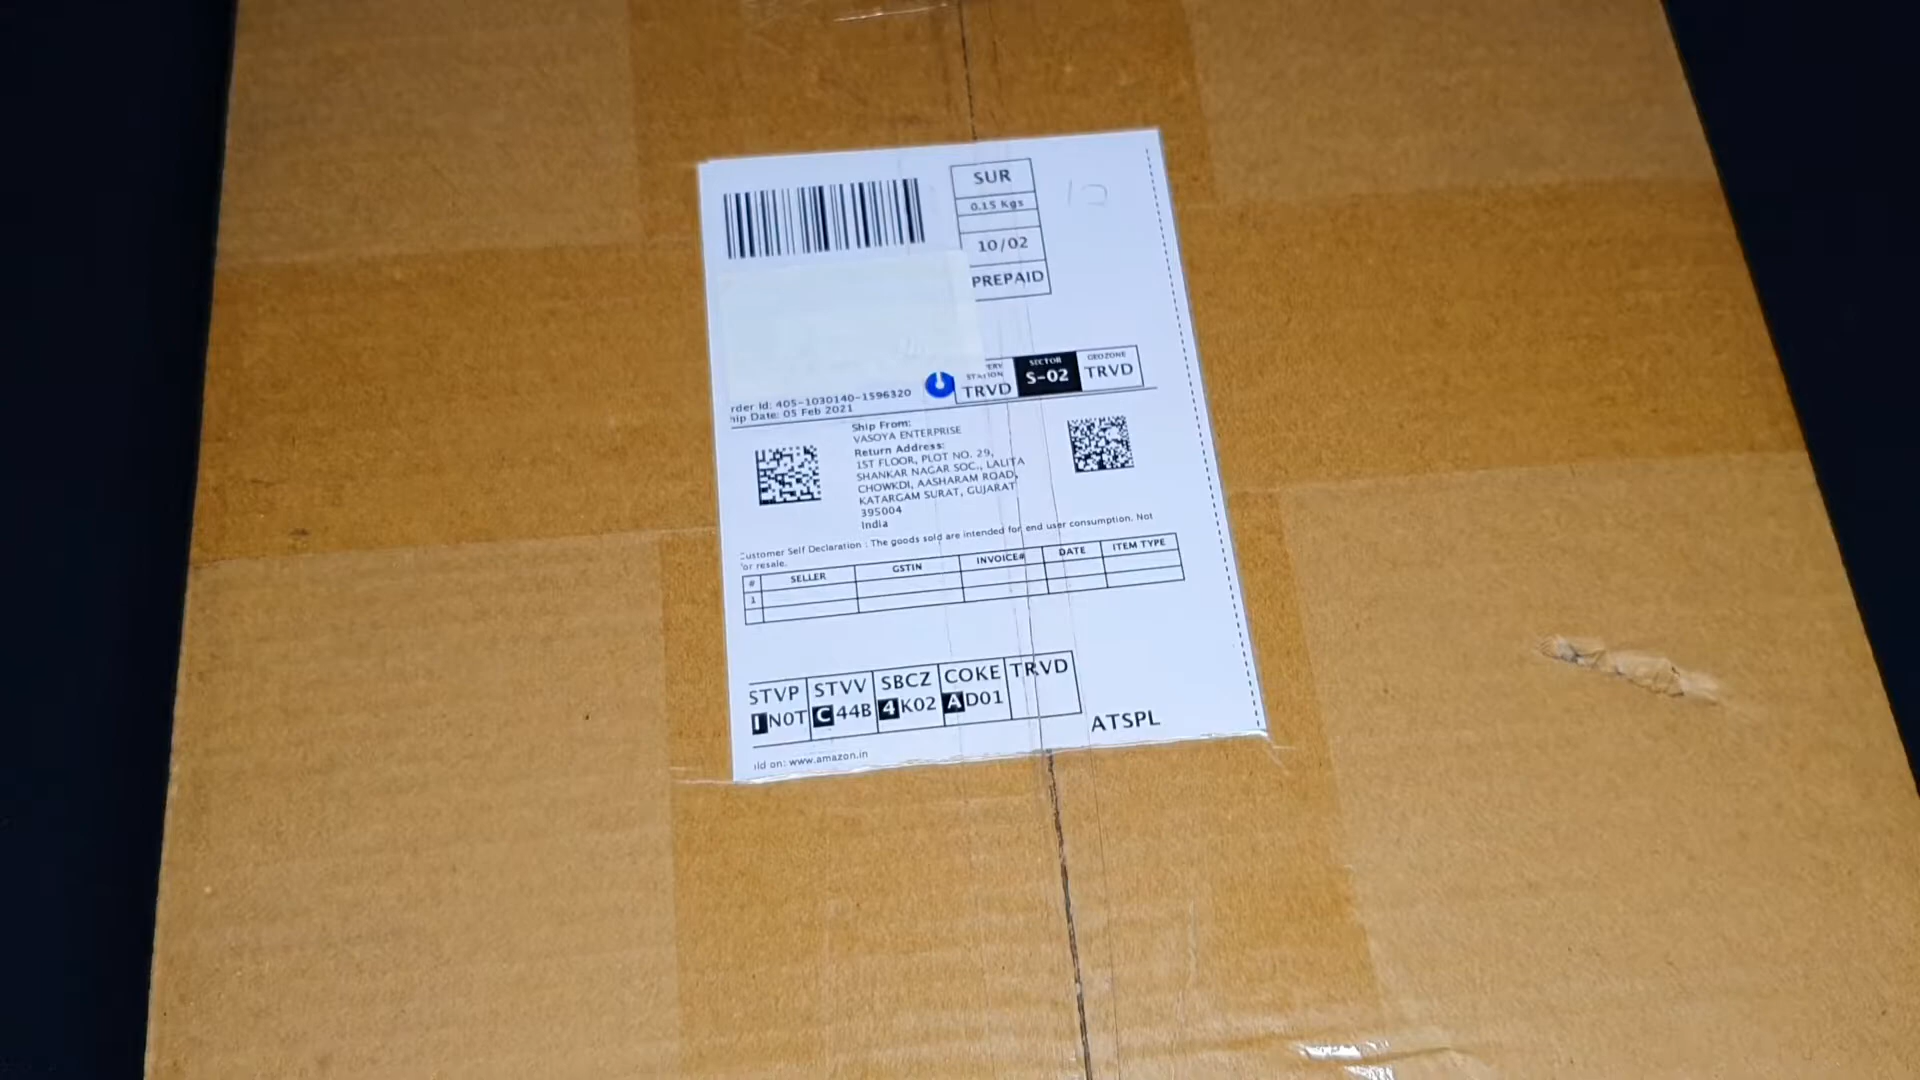 SUR
0.15 Kgs
10/02
PREPAID
STATION
TRVD
SECTOR
S-02
GEOZONE
TRVD
rder Id: 405-1030140-1596320
hip Date: 05 Feb 2021
Ship From:
VASOYA ENTERPRISE
Return Address:
1ST FLOOR, PLOT NO. 29,
SHANKAR NAGAR SOC., LALITA
CHOWKDI, AASHARAM ROAD,
KATARGAM SURAT, GUJARAT
395004
India
Customer Self Declaration : The goods sold are intended for end user consumption. Not
for resale.
# SELLER GSTIN INVOICE# DATE ITEM TYPE
1
STVP STVV SBCZ COKE TRVD
I N0T C 44B 4 K02 A D01
ATSPL
ld on: www.amazon.in